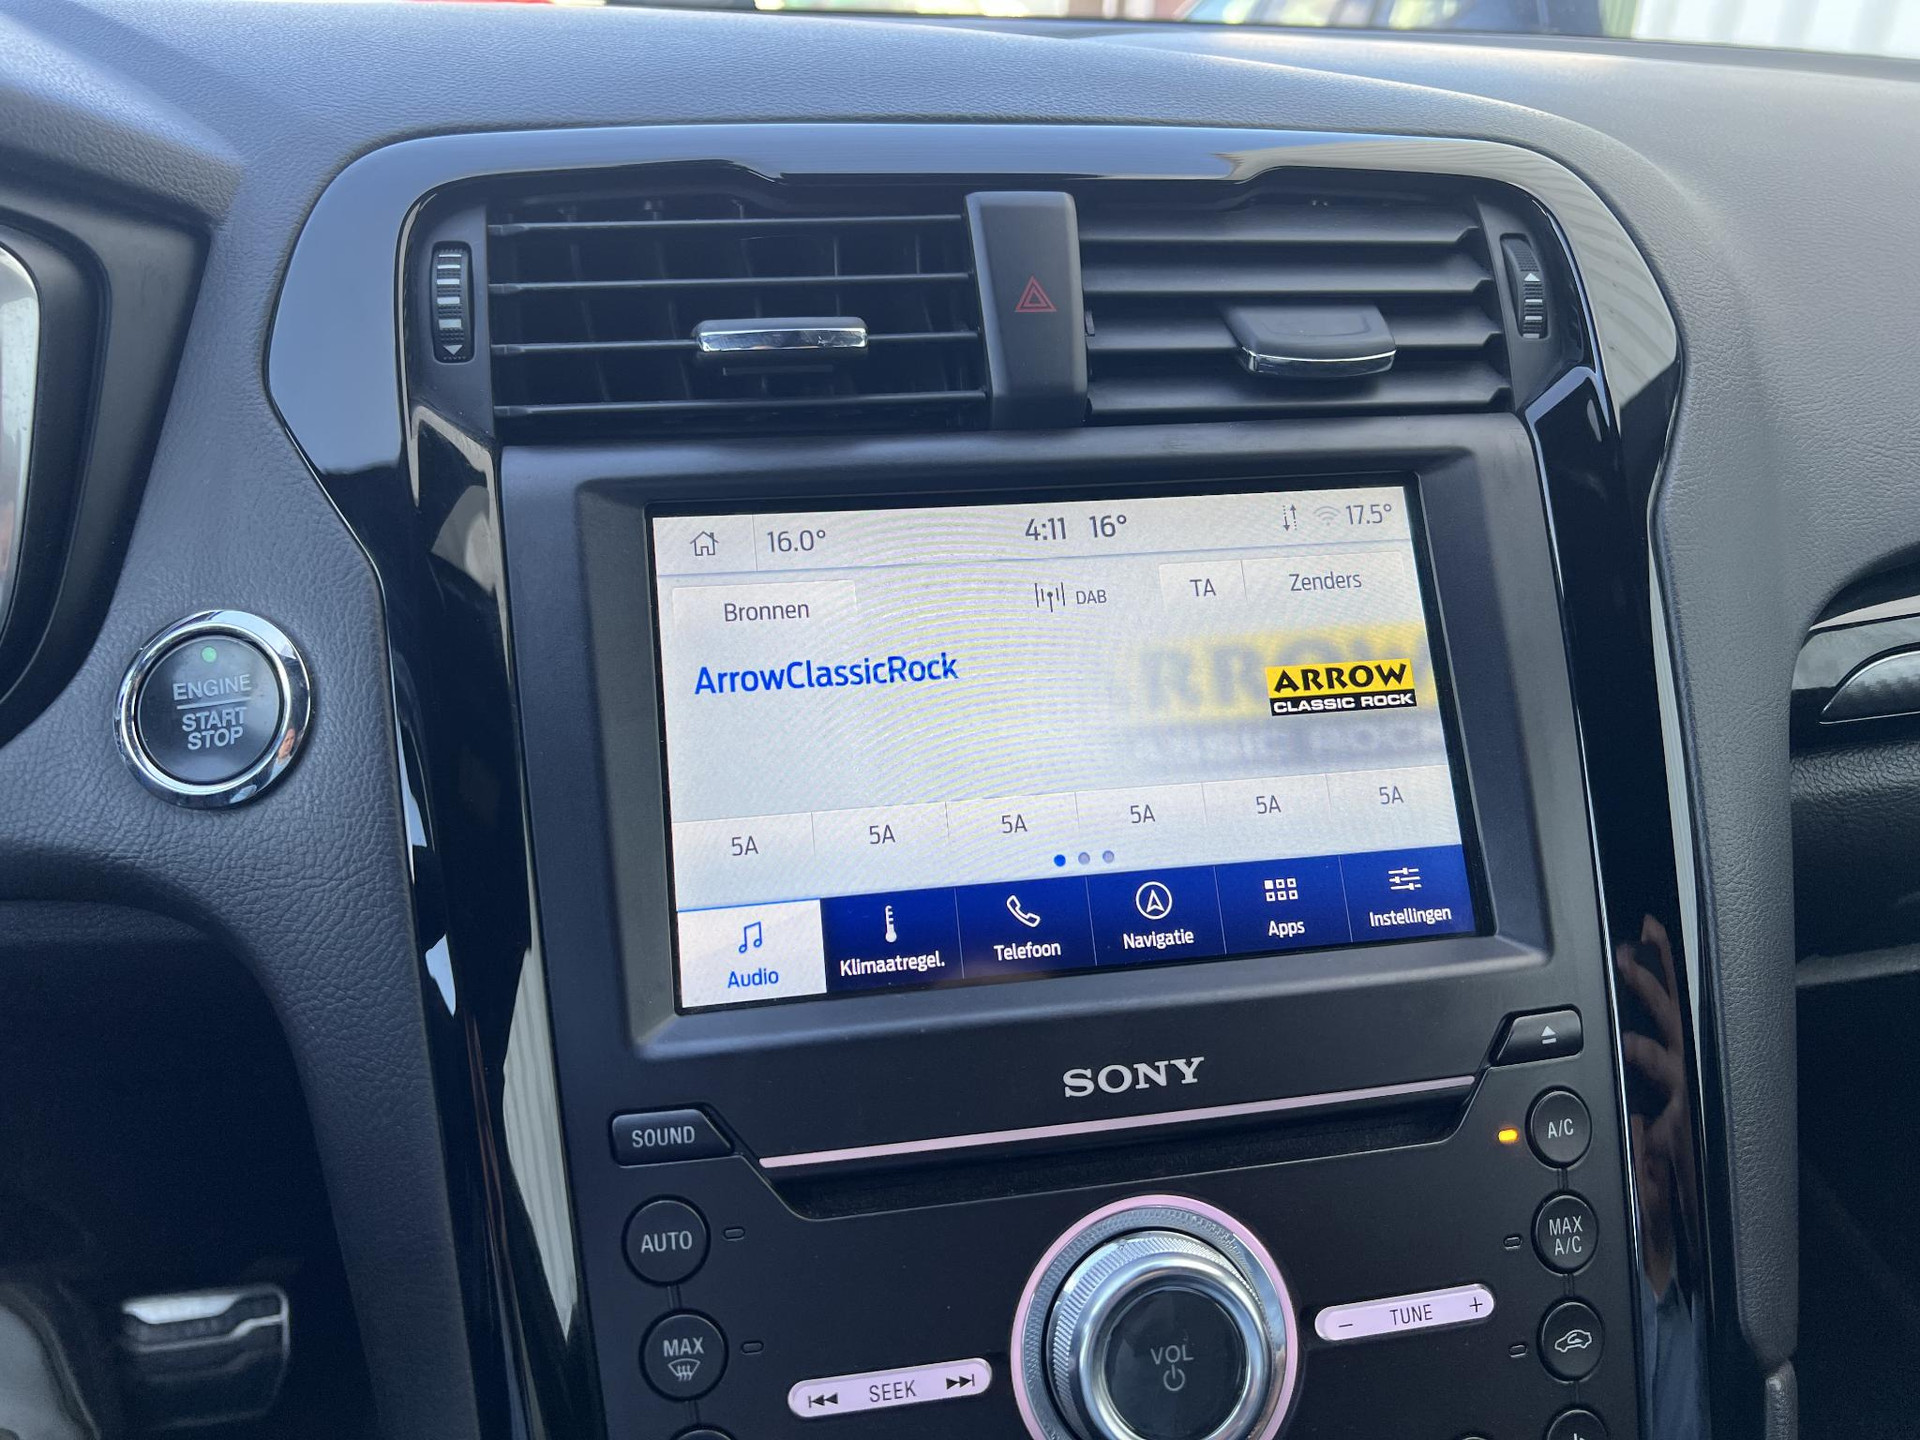 16.0°
4:11 16°
17.5°
Bronnen
DAB
TA
Zenders
ArrowClassicRock
ARROW
CLASSIC ROCK
5A
5A
5A
5A
5A
5A
Audio
Klimaatregel.
Telefoon
Navigatie
Apps
Instellingen
ENGINE
START
STOP
SONY
SOUND
A/C
AUTO
MAX
A/C
MAX
SEEK
VOL
− TUNE +